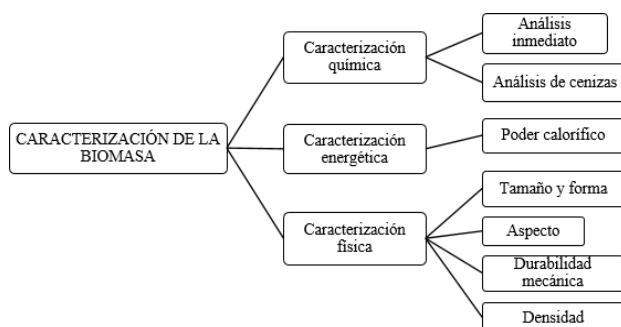 CARACTERIZACIÓN DE LA
BIOMASA
Caracterización
química
Análisis
inmediato
Análisis de cenizas
Caracterización
energética
Poder calorífico
Caracterización
física
Tamaño y forma
Aspecto
Durabilidad
mecánica
Densidad